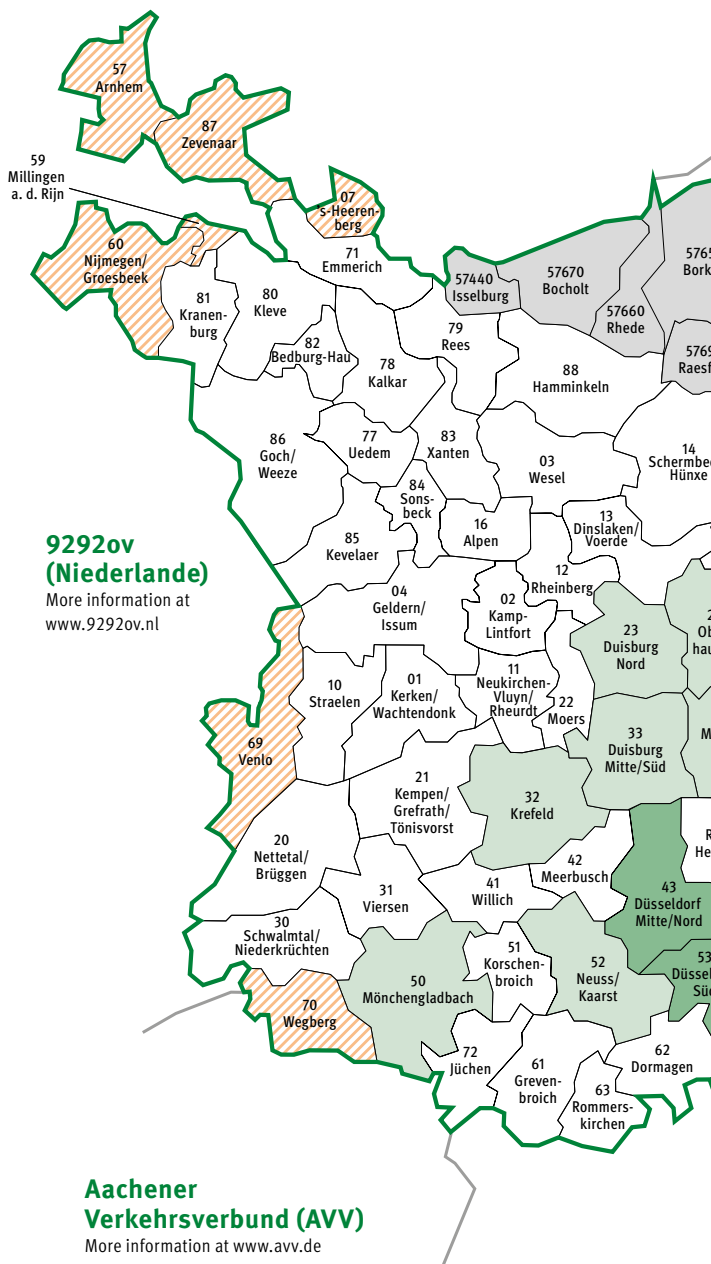 57
Arnhem
87
Zevenaar
59
Millingen
a. d. Rijn
07
's-Heeren-
berg
60
Nijmegen/
Groesbeek
71
Emmerich
57440
Isselburg
57670
Bocholt
57660
Rhede
81
Kranen-
burg
80
Kleve
82
Bedburg-Hau
79
Rees
78
Kalkar
88
Hamminkeln
86
Goch/
Weeze
77
Uedem
83
Xanten
03
Wesel
14
Hünxe
84
Sons-
beck
85
Kevelaer
16
Alpen
13
Dinslaken/
Voerde
9292ov
(Niederlande)
More information at
www.9292ov.nl
12
Rheinberg
04
Geldern/
Issum
02
Kamp-
Lintfort
23
Duisburg
Nord
10
Straelen
01
Kerken/
Wachtendonk
11
Neukirchen-
Vluyn/
Rheurdt
22
Moers
69
Venlo
33
Duisburg
Mitte/Süd
21
Kempen/
Grefrath/
Tönisvorst
32
Krefeld
20
Nettetal/
Brüggen
42
Meerbusch
31
Viersen
41
Willich
43
Düsseldorf
Mitte/Nord
30
Schwalmtal/
Niederkrüchten
51
Korschen-
broich
52
Neuss/
Kaarst
53
50
Mönchengladbach
70
Wegberg
72
Jüchen
61
Greven-
broich
62
Dormagen
63
Rommers-
kirchen
Aachener
Verkehrsverbund (AVV)
More information at www.avv.de